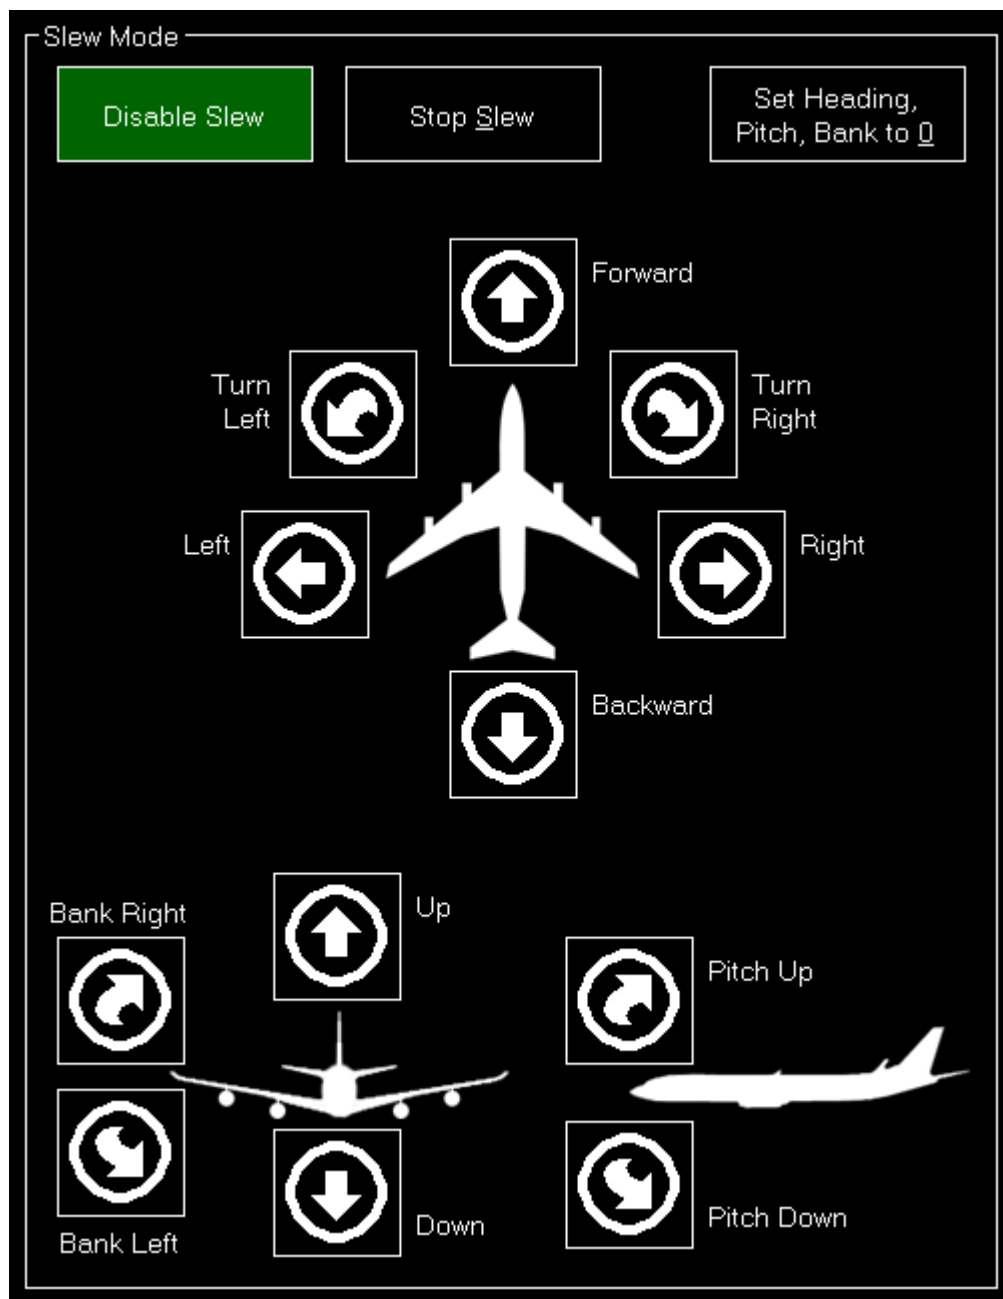 Slew Mode
Disable Slew
Stop Slew
Set Heading,
Pitch, Bank to 0
Forward
Turn
Left
Turn
Right
Left
Right
Backward
Bank Right
Up
Pitch Up
Bank Left
Down
Pitch Down